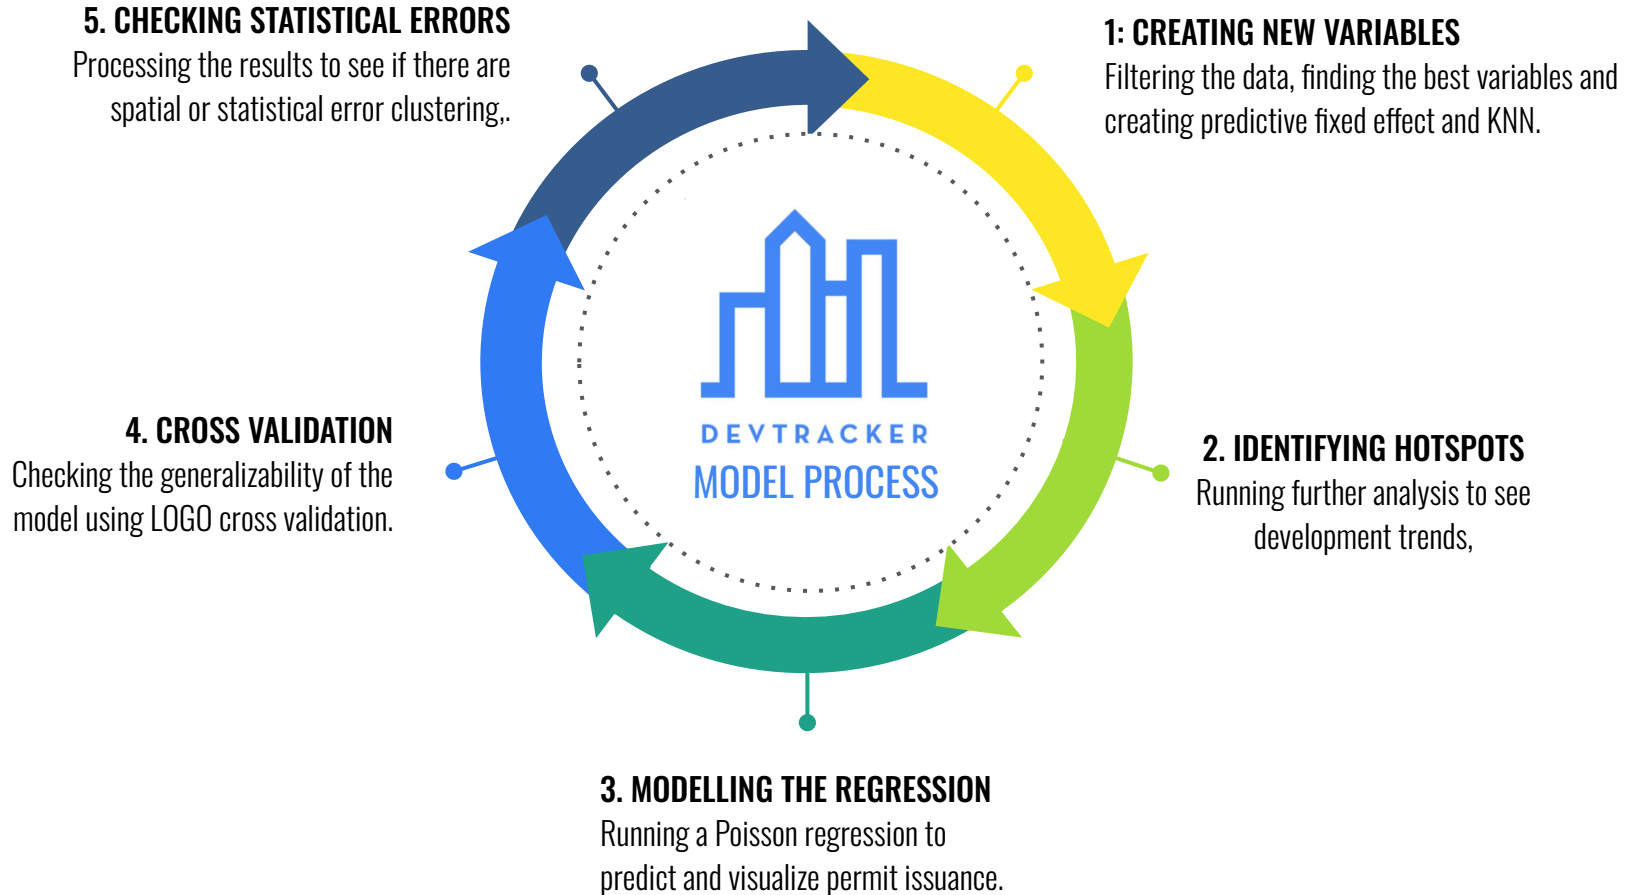 5. CHECKING STATISTICAL ERRORS
Processing the results to see if there are
spatial or statistical error clustering,.
1: CREATING NEW VARIABLES
Filtering the data, finding the best variables and
creating predictive fixed effect and KNN.
DEVTRACKER
MODEL PROCESS
4. CROSS VALIDATION
Checking the generalizability of the
model using LOGO cross validation.
2. IDENTIFYING HOTSPOTS
Running further analysis to see
development trends,
3. MODELLING THE REGRESSION
Running a Poisson regression to
predict and visualize permit issuance.